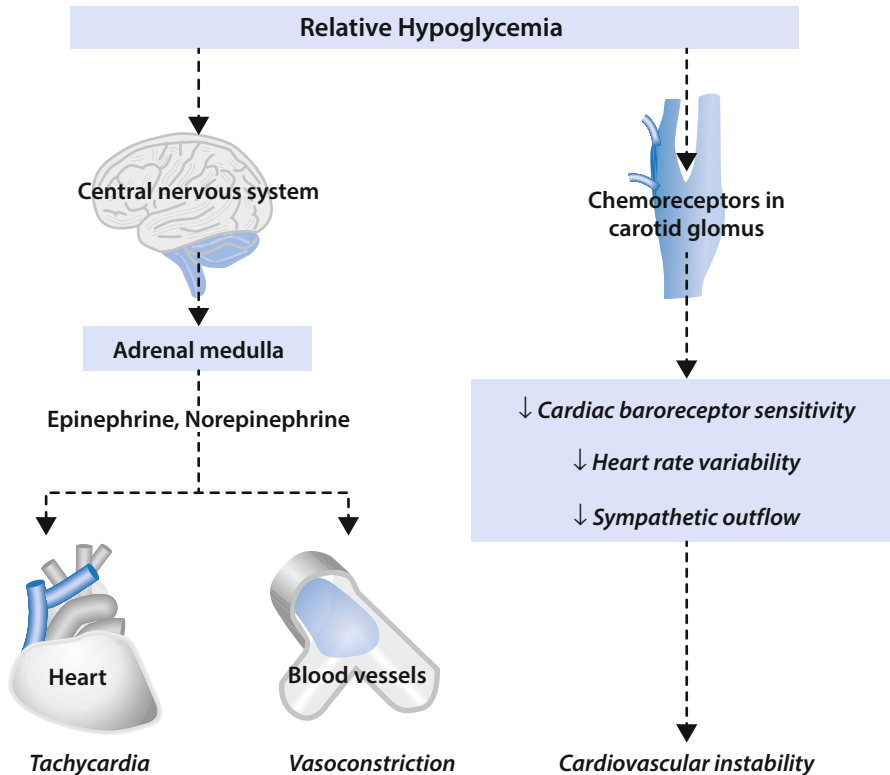 Relative Hypoglycemia
Central nervous system
Chemoreceptors in
carotid glomus
Adrenal medulla
Epinephrine, Norepinephrine
↓ Cardiac baroreceptor sensitivity
↓ Heart rate variability
↓ Sympathetic outflow
Heart
Blood vessels
Tachycardia
Vasoconstriction
Cardiovascular instability